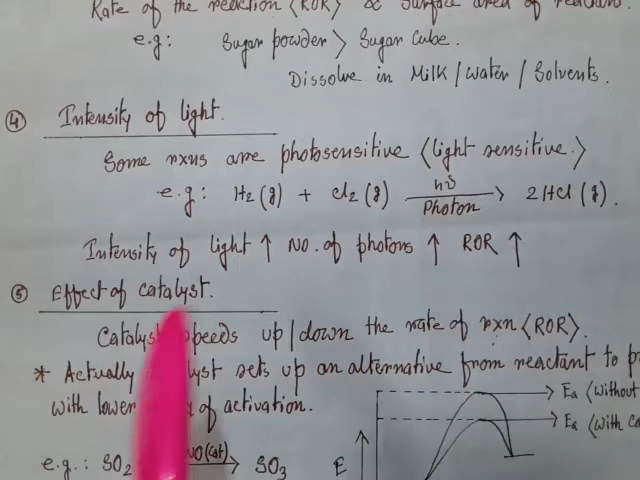 Rate of the reaction <ROR> ∝ Surface area of reactant.
e.g: Sugar powder > Sugar cube.
Dissolve in Milk/Water/Solvents.
④ Intensity of light.
Some rxns are photosensitive <light sensitive.>
e.g: H₂(g) + Cl₂(g) hν/Photon → 2HCl(g).
Intensity of light ↑ No. of photons ↑ ROR ↑
⑤ Effect of catalyst.
Catalyst speeds up/down the rate of rxn <ROR>.
* Actually sets up an alternative from reactant to
with lower of activation.
Ea <without
Ea <with
e.g.: SO₂ NO(cat) → SO₃ E